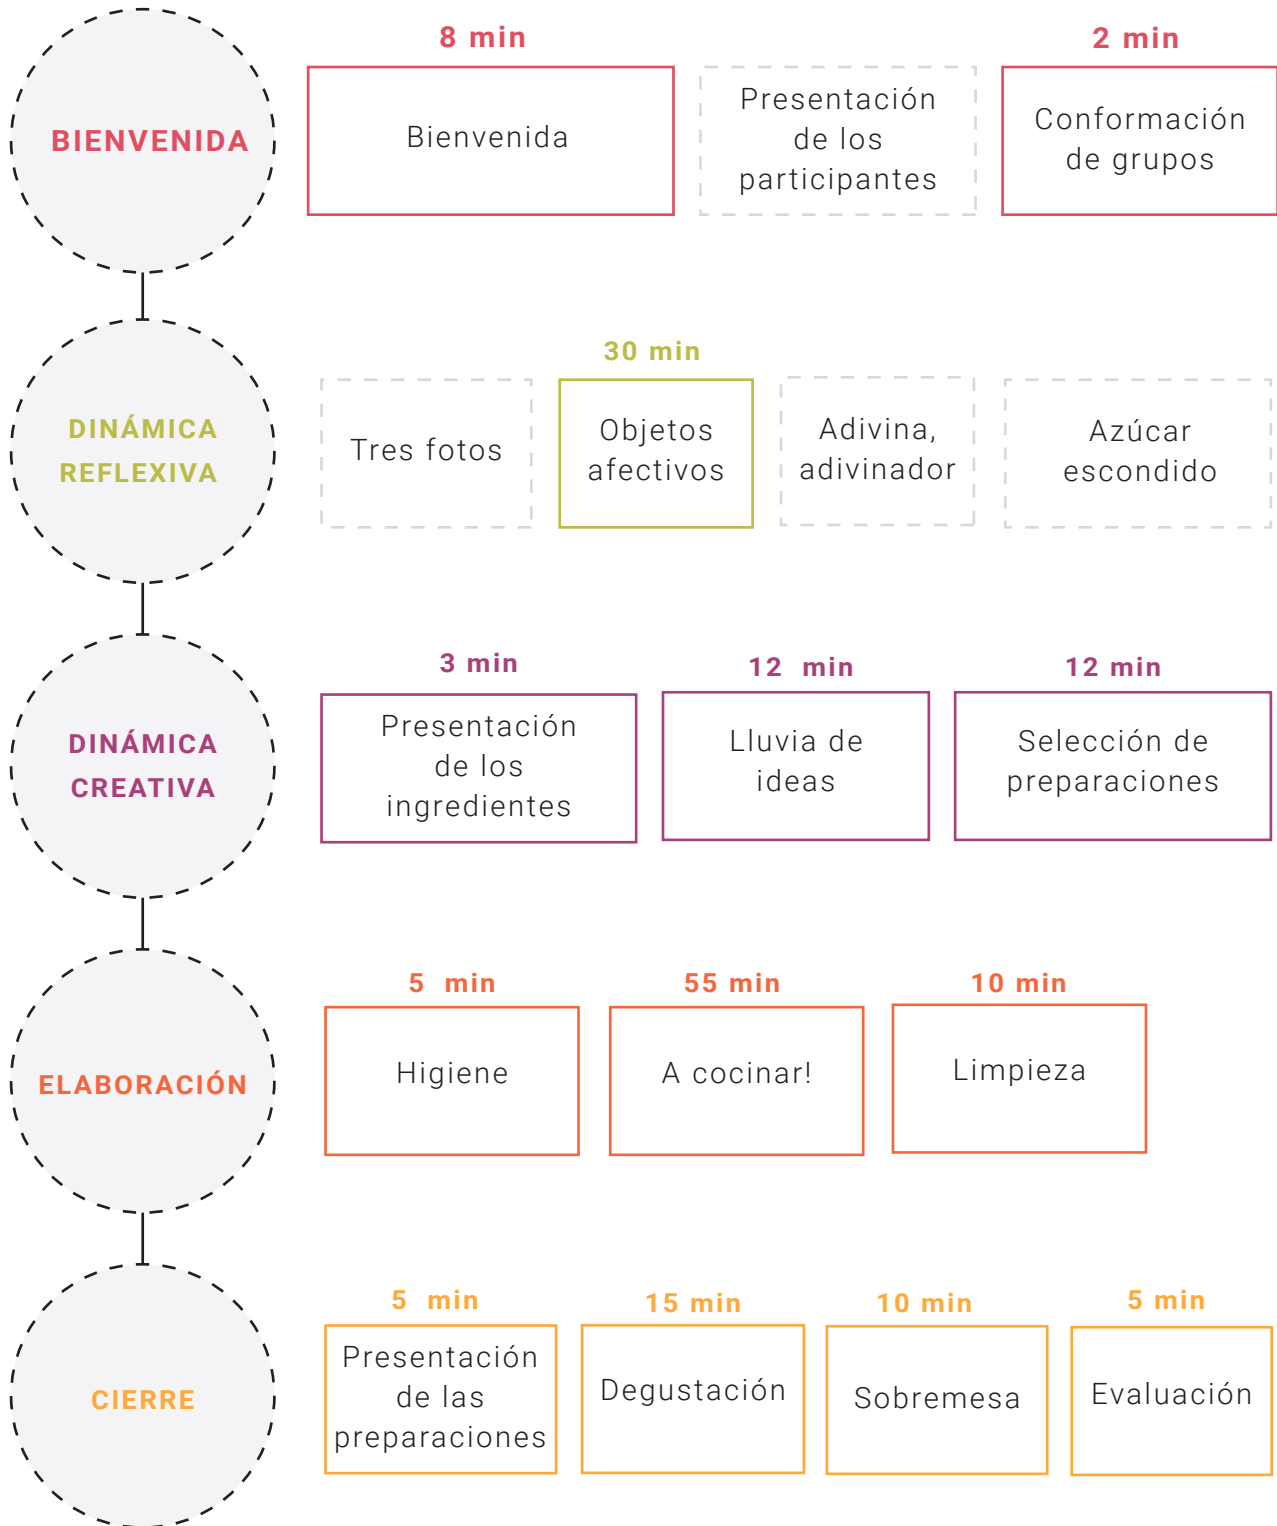 BIENVENIDA
8 min
Bienvenida
Presentación
de los
participantes
2 min
Conformación
de grupos
DINÁMICA
REFLEXIVA
Tres fotos
30 min
Objetos
afectivos
Adivina,
adivinador
Azúcar
escondido
DINÁMICA
CREATIVA
3 min
Presentación
de los
ingredientes
12 min
Lluvia de
ideas
12 min
Selección de
preparaciones
ELABORACIÓN
5 min
Higiene
55 min
A cocinar!
10 min
Limpieza
CIERRE
5 min
Presentación
de las
preparaciones
15 min
Degustación
10 min
Sobremesa
5 min
Evaluación